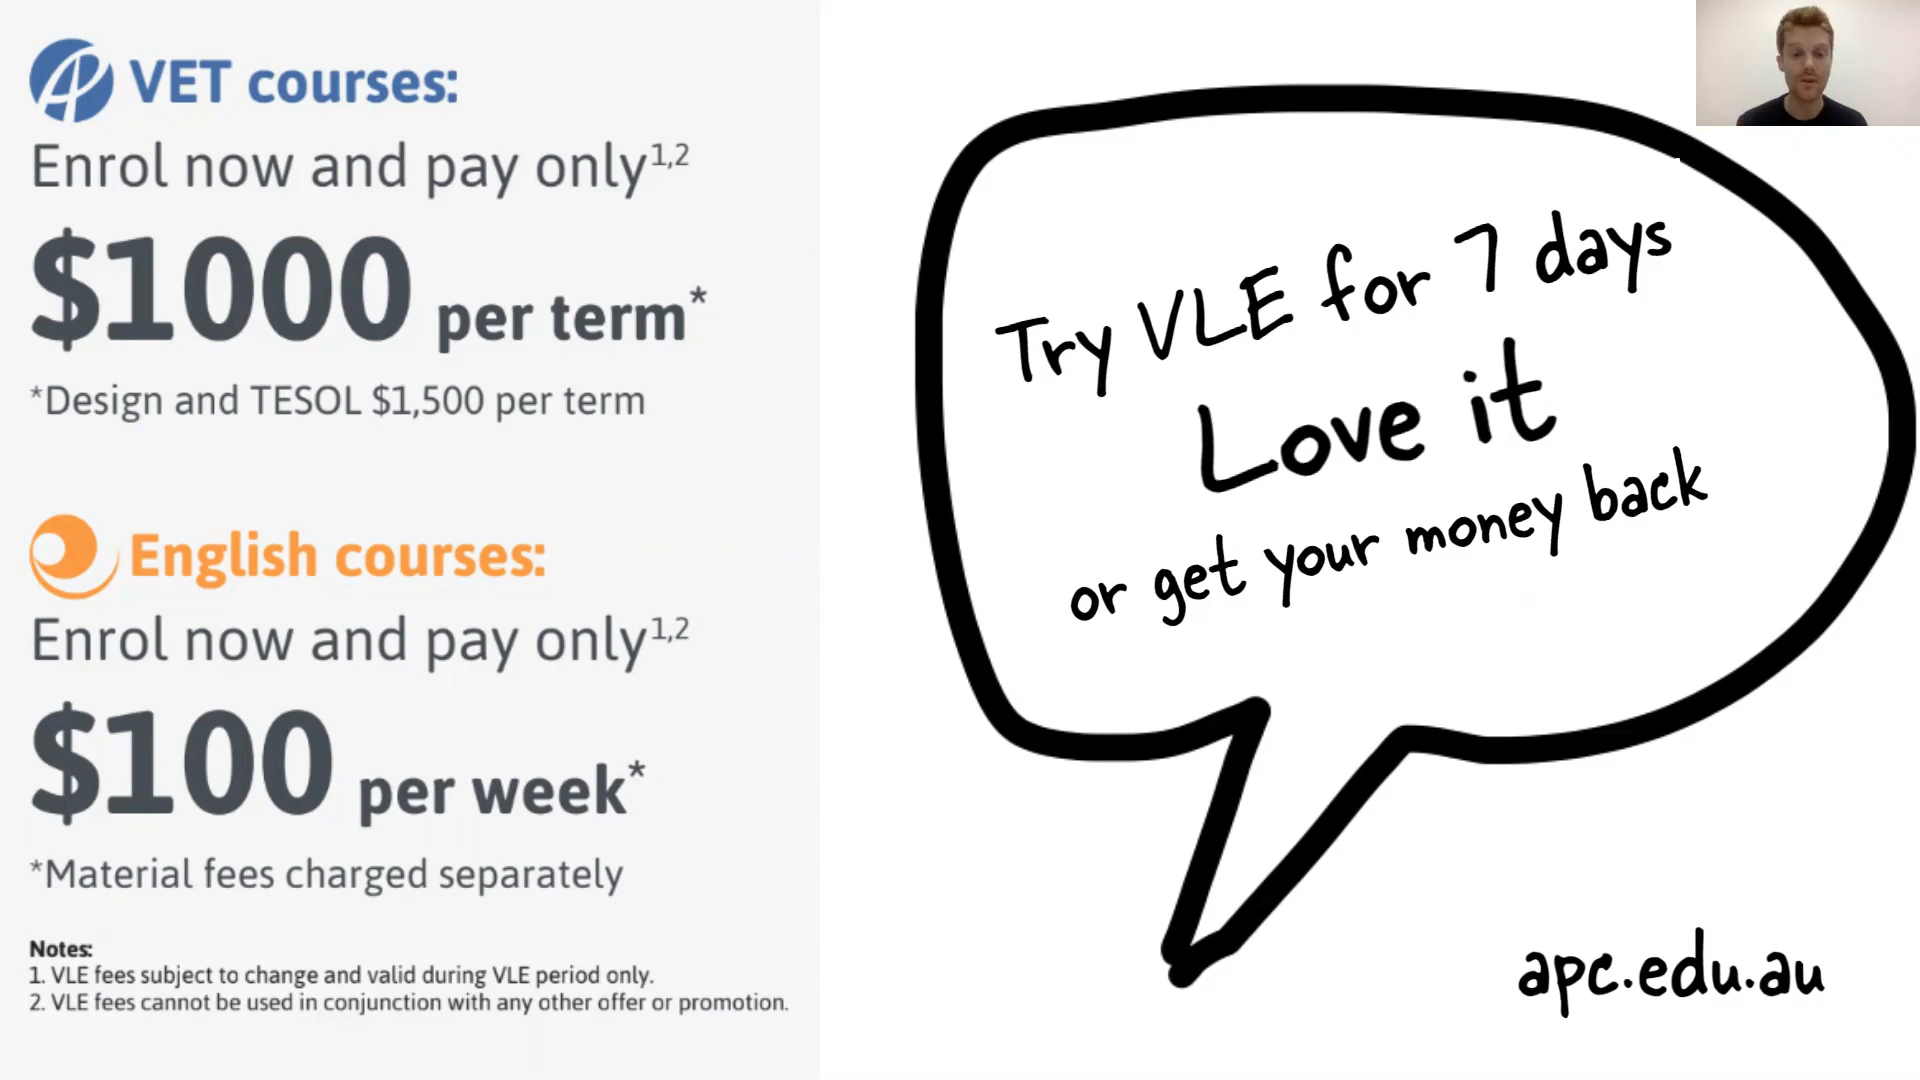 VET courses:
Enrol now and pay only1,2
$1000 per term*
*Design and TESOL $1,500 per term
English courses:
Enrol now and pay only1,2
$100 per week*
*Material fees charged separately
Notes:
1. VLE fees subject to change and valid during VLE period only.
2. VLE fees cannot be used in conjunction with any other offer or promotion.
Try VLE for 7 days
Love it
or get your money back
apc.edu.au